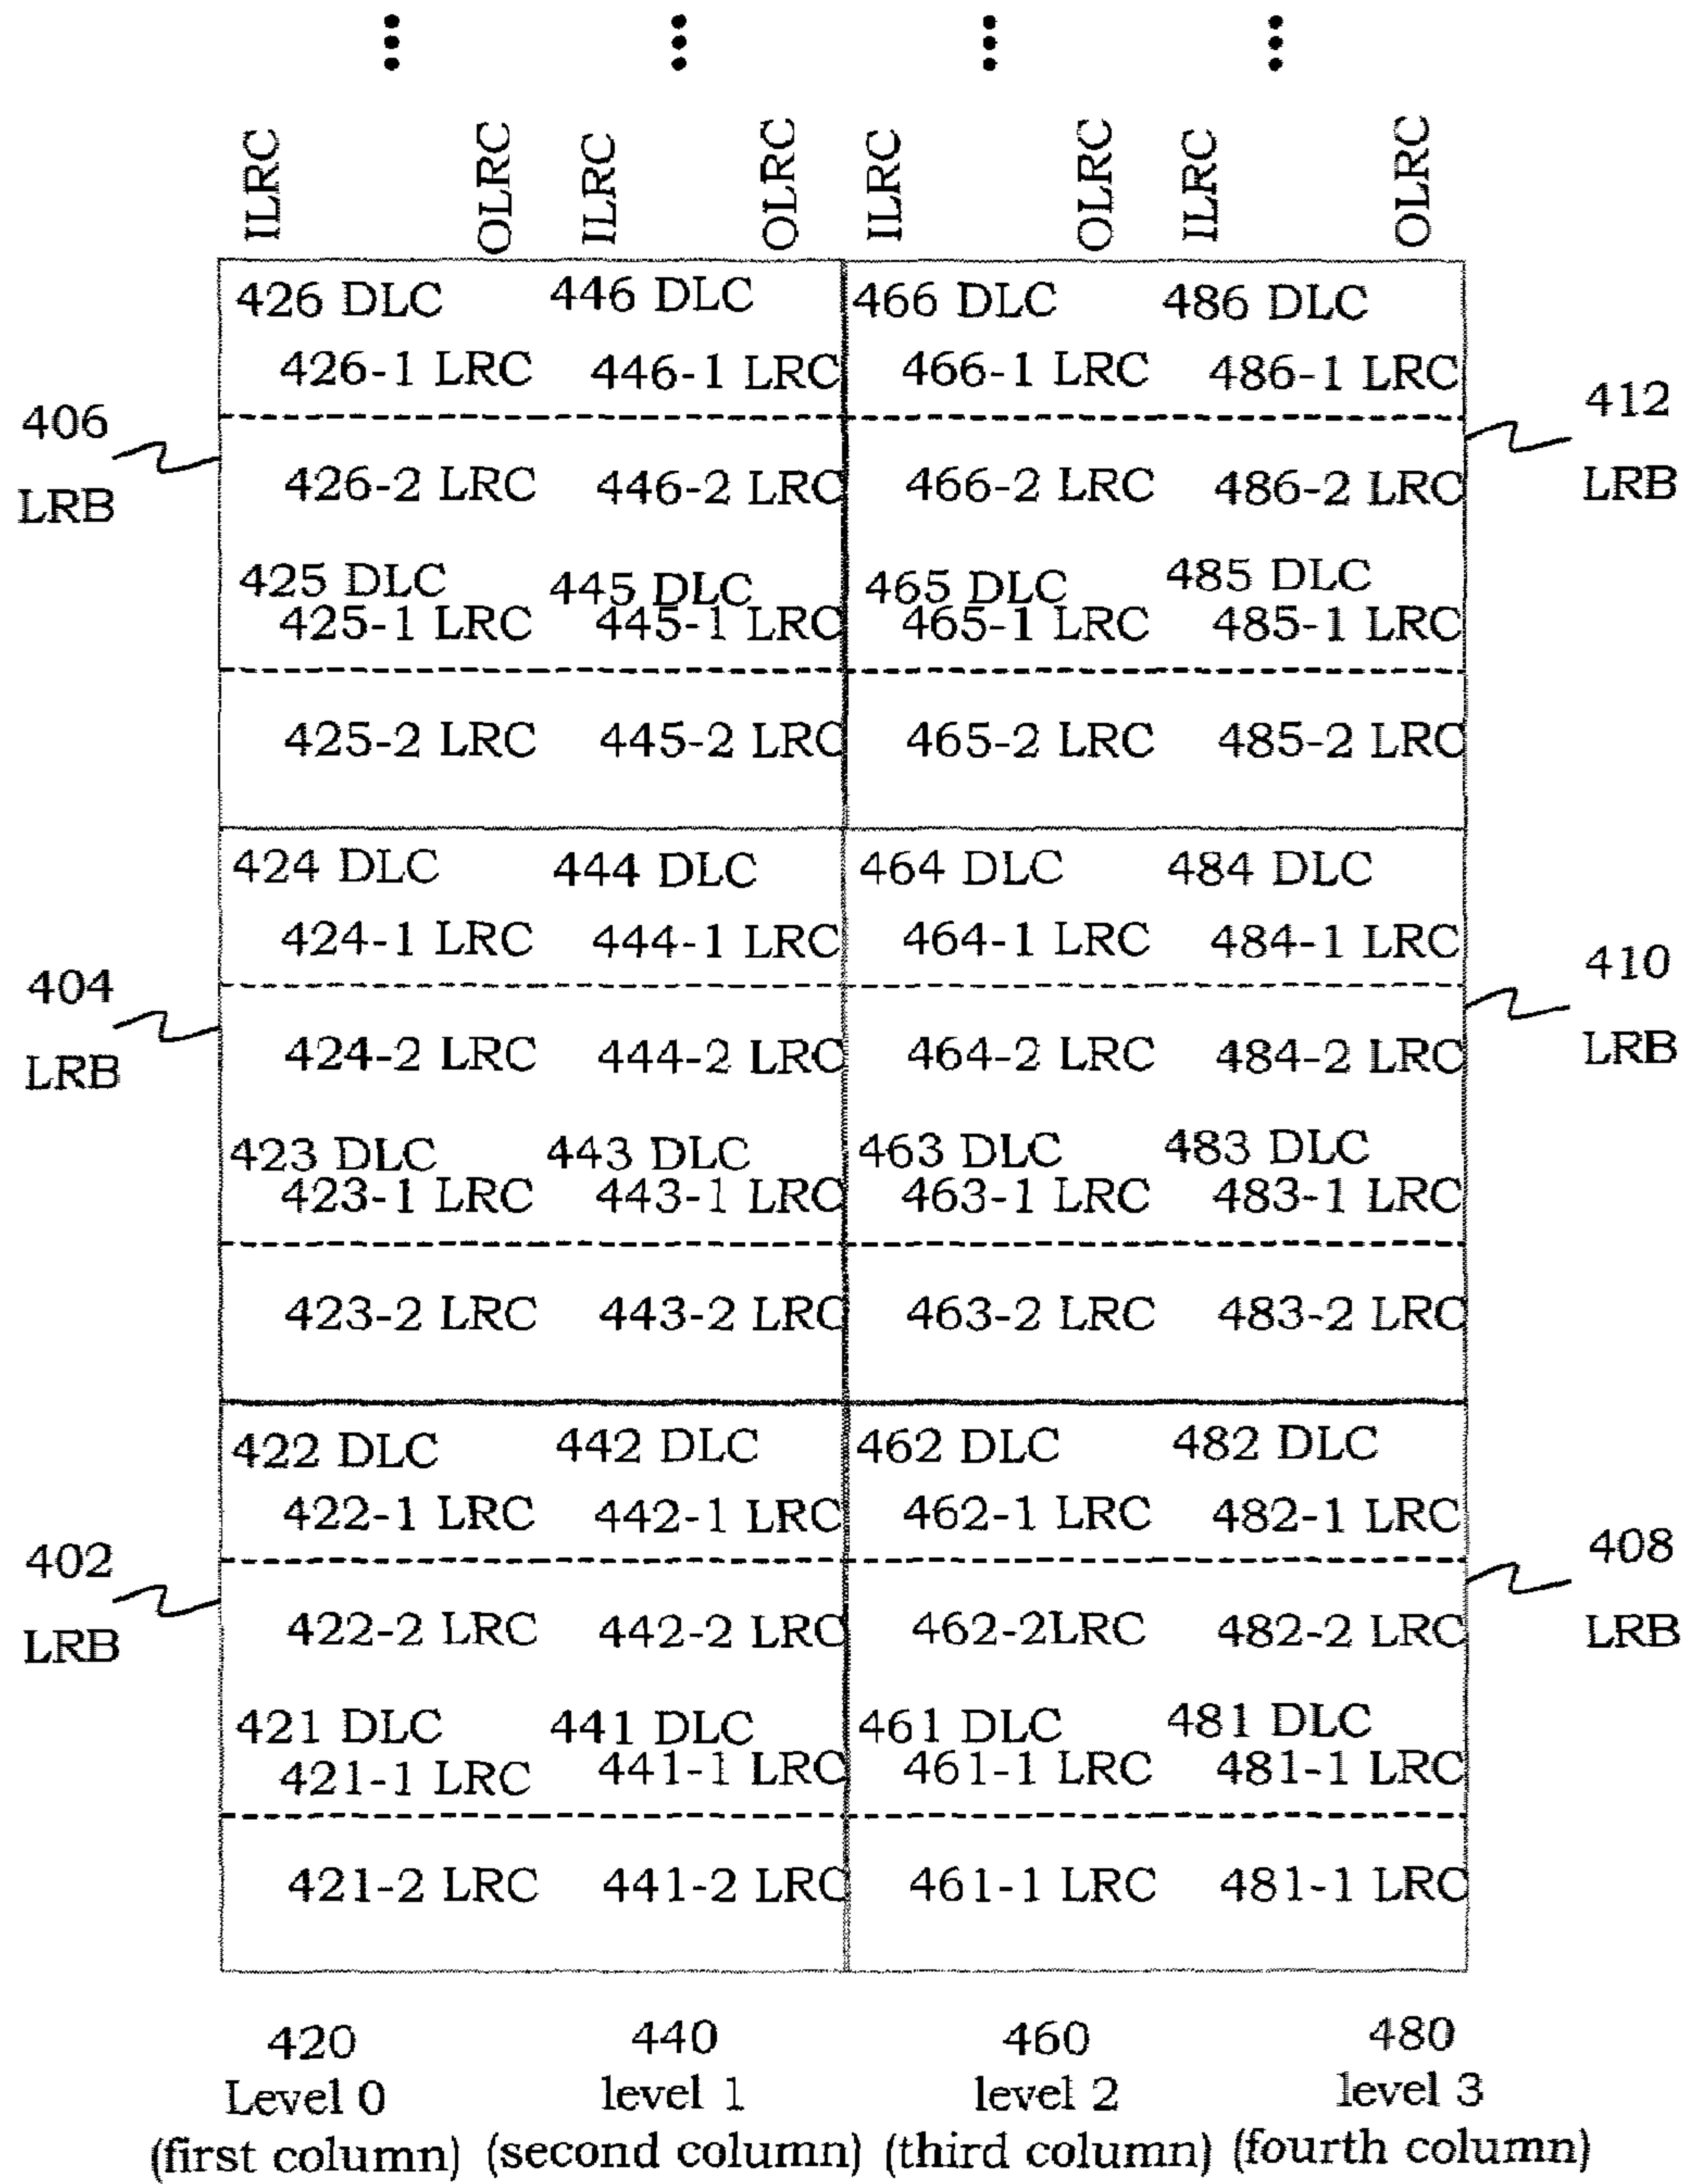 ILRC OLRC ILRC OLRC ILRC OLRC ILRC OLRC
426 DLC 446 DLC 466 DLC 486 DLC
426-1 LRC 446-1 LRC 466-1 LRC 486-1 LRC
406 412
LRB LRB
426-2 LRC 446-2 LRC 466-2 LRC 486-2 LRC
425 DLC 445 DLC 465 DLC 485 DLC
425-1 LRC 445-1 LRC 465-1 LRC 485-1 LRC
425-2 LRC 445-2 LRC 465-2 LRC 485-2 LRC
424 DLC 444 DLC 464 DLC 484 DLC
424-1 LRC 444-1 LRC 464-1 LRC 484-1 LRC
404 410
LRB LRB
424-2 LRC 444-2 LRC 464-2 LRC 484-2 LRC
423 DLC 443 DLC 463 DLC 483 DLC
423-1 LRC 443-1 LRC 463-1 LRC 483-1 LRC
423-2 LRC 443-2 LRC 463-2 LRC 483-2 LRC
422 DLC 442 DLC 462 DLC 482 DLC
422-1 LRC 442-1 LRC 462-1 LRC 482-1 LRC
402 408
LRB LRB
422-2 LRC 442-2 LRC 462-2LRC 482-2 LRC
421 DLC 441 DLC 461 DLC 481 DLC
421-1 LRC 441-1 LRC 461-1 LRC 481-1 LRC
421-2 LRC 441-2 LRC 461-1 LRC 481-1 LRC
420 440 460 480
Level 0 level 1 level 2 level 3
(first column) (second column) (third column) (fourth column)